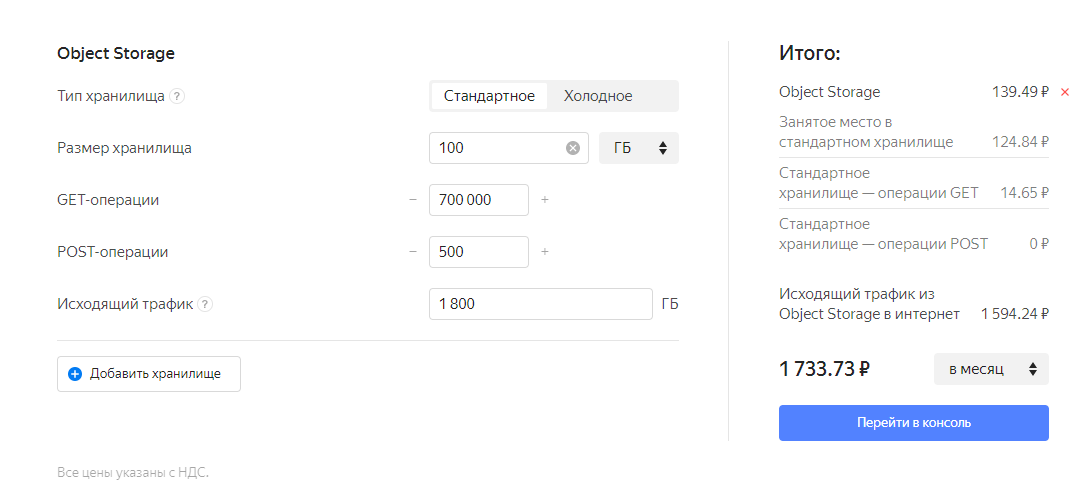 Object Storage
Тип хранилища ?
Стандартное Холодное
Размер хранилища
100 ГБ
GET-операции
− 700 000 +
POST-операции
− 500 +
Исходящий трафик ?
1 800 ГБ
Добавить хранилище
Все цены указаны с НДС.
Итого:
Object Storage 139.49 ₽
Занятое место в
стандартном хранилище 124.84 ₽
Стандартное
хранилище — операции GET 14.65 ₽
Стандартное
хранилище — операции POST 0 ₽
Исходящий трафик из
Object Storage в интернет 1 594.24 ₽
1 733.73 ₽ в месяц
Перейти в консоль